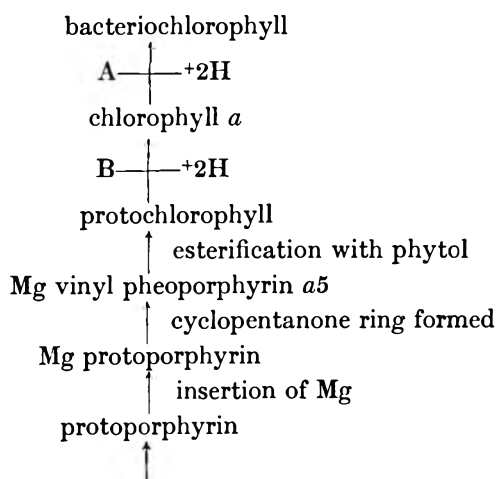 bacteriochlorophyll
A +2H
chlorophyll a
B +2H
protochlorophyll
esterification with phytol
Mg vinyl pheoporphyrin a5
cyclopentanone ring formed
Mg protoporphyrin
insertion of Mg
protoporphyrin